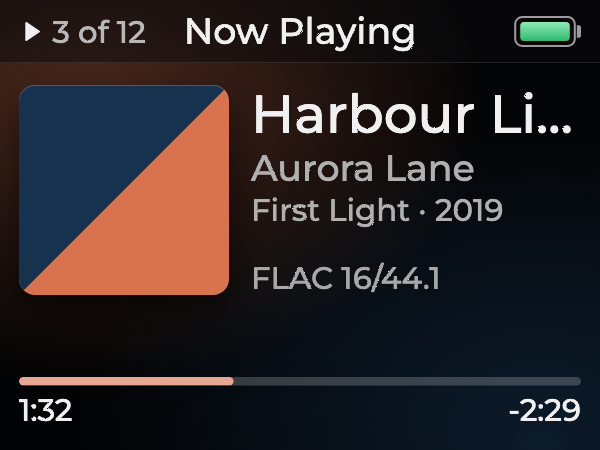 3 of 12
Now Playing
Harbour Li...
Aurora Lane
First Light · 2019
FLAC 16/44.1
1:32
-2:29